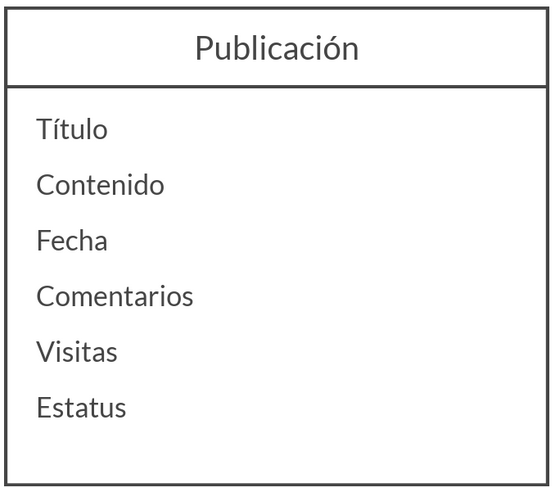 Publicación
Título
Contenido
Fecha
Comentarios
Visitas
Estatus